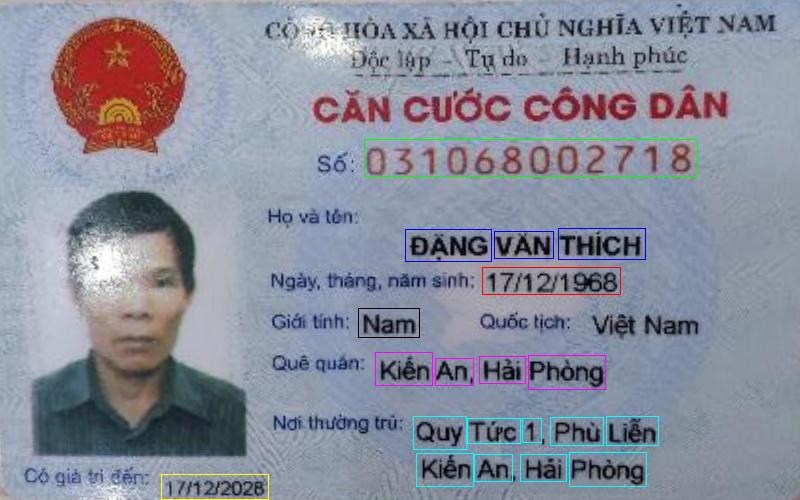 CỘNG HÒA XÃ HỘI CHỦ NGHĨA VIỆT NAM
Độc lập - Tự do - Hạnh phúc
CĂN CƯỚC CÔNG DÂN
Số: 031068002718
Họ và tên:
ĐẶNG VĂN THÍCH
Ngày, tháng, năm sinh: 17/12/1968
Giới tính: Nam Quốc tịch: Việt Nam
Quê quán: Kiến An, Hải Phòng
Nơi thường trú: Quy Tức 1, Phù Liễn
Kiến An, Hải Phòng
Có giá trị đến: 17/12/2028